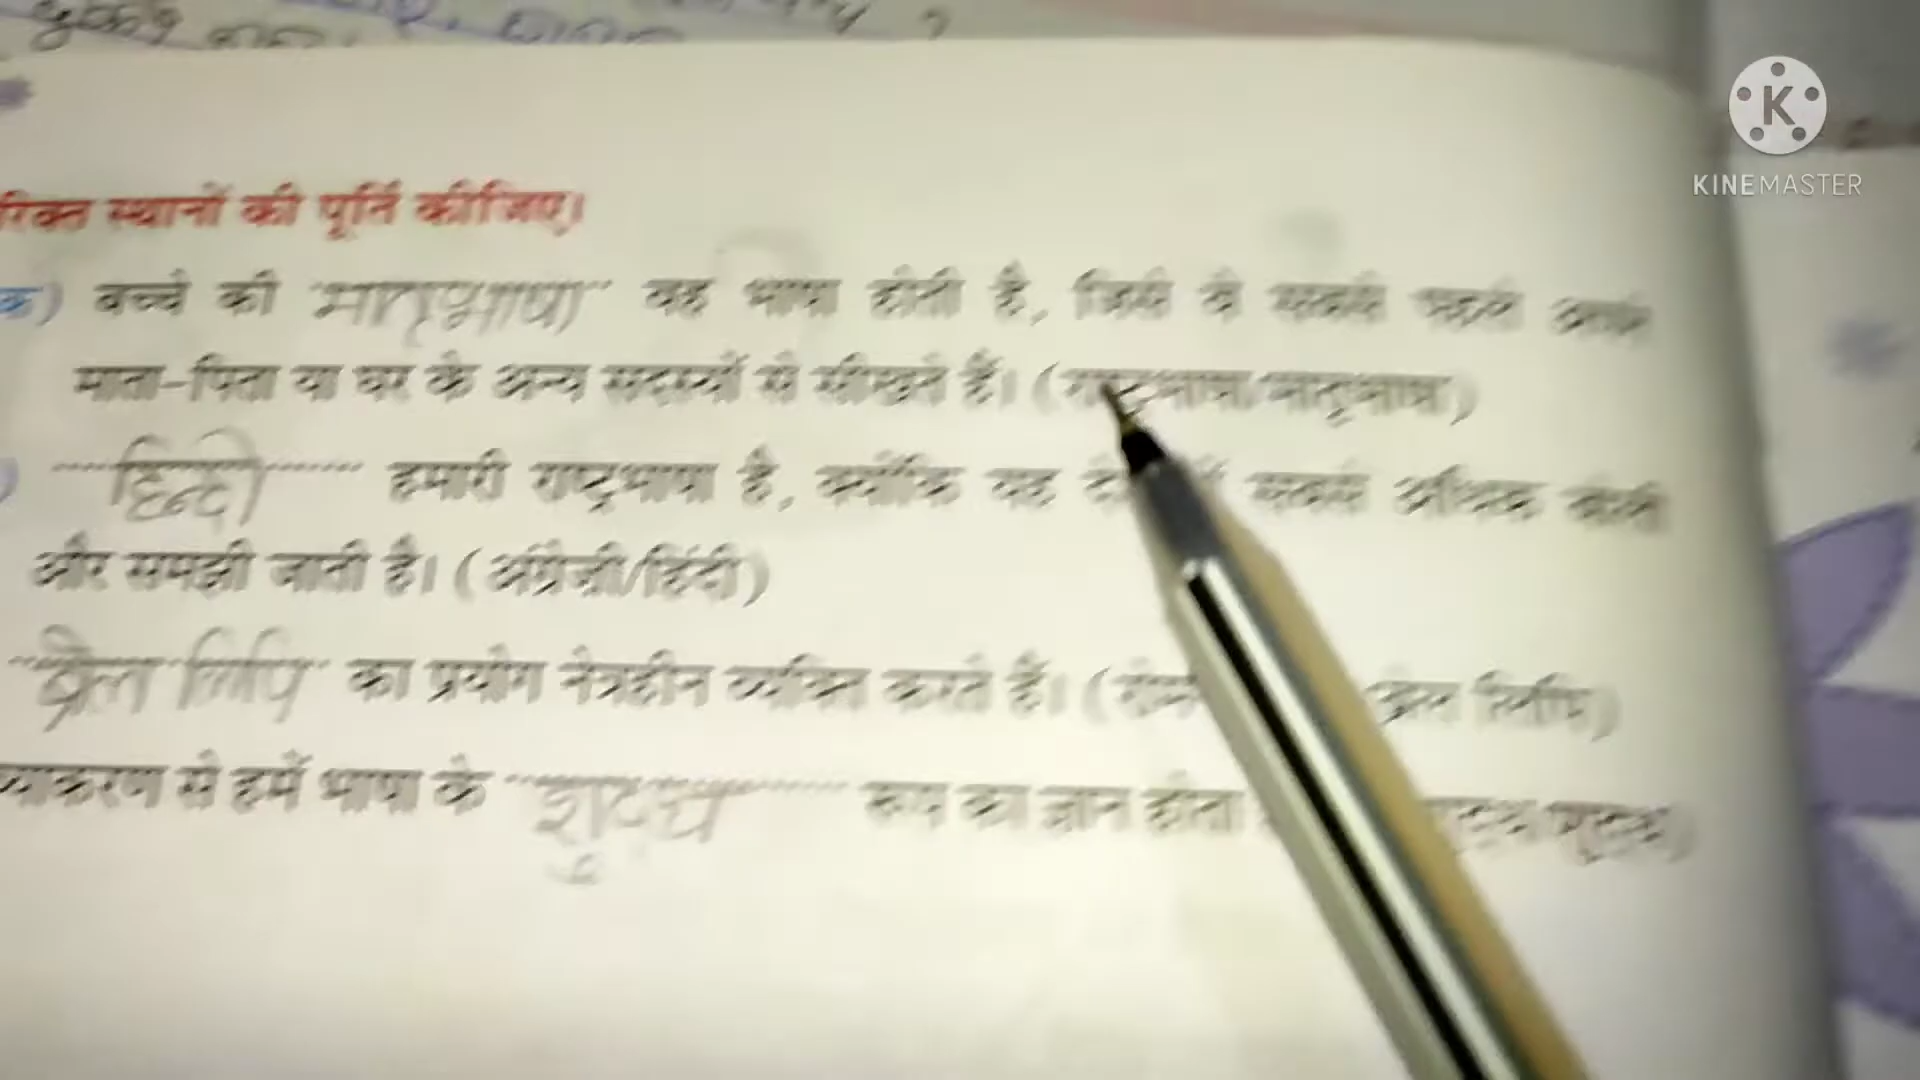 रिक्त स्थानों की पूर्ति कीजिए।
क) बच्चे की मातृभाषा वह भाषा होती है, जिसे वे सबसे पहले अपने
माता-पिता या घर के अन्य सदस्यों से सीखते हैं। (राष्ट्रभाषा/मातृभाषा)
हिन्दी हमारी राष्ट्रभाषा है, क्योंकि यह सबसे अधिक बोली
और समझी जाती है। (अंग्रेजी/हिंदी)
ब्रैल लिपि का प्रयोग नेत्रहीन व्यक्ति करते हैं। (रोम ब्रेल लिपि)
व्याकरण से हमें भाषा के शुद्ध रूप का ज्ञान होता
KINEMASTER